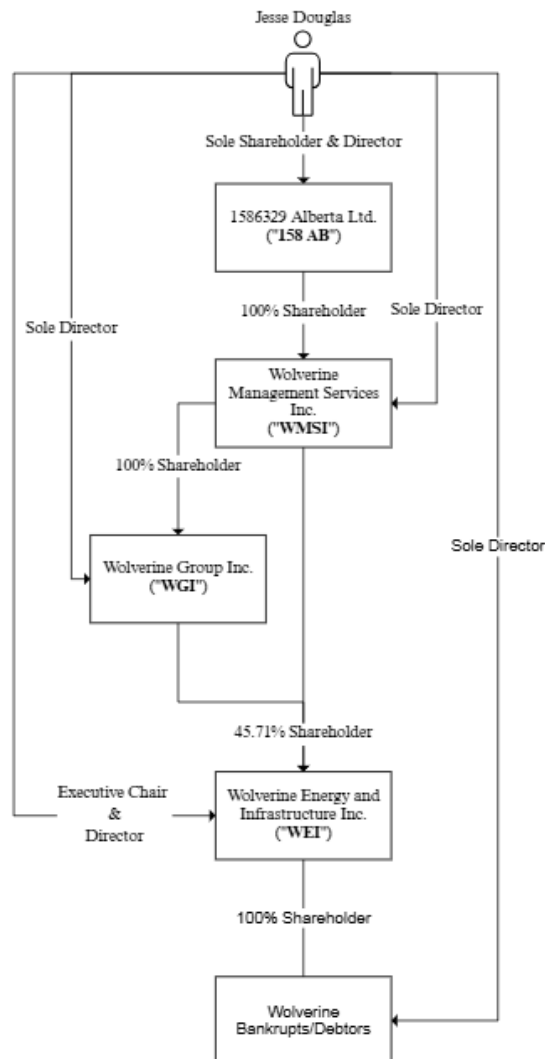 Jesse Douglas
Sole Shareholder & Director
1586329 Alberta Ltd.
("158 AB")
100% Shareholder
Sole Director
Sole Director
Wolverine
Management Services
Inc.
("WMSI")
100% Shareholder
Sole Director
Wolverine Group Inc.
("WGI")
45.71% Shareholder
Executive Chair
&
Director
Wolverine Energy and
Infrastructure Inc.
("WEI")
100% Shareholder
Wolverine
Bankrupts/Debtors